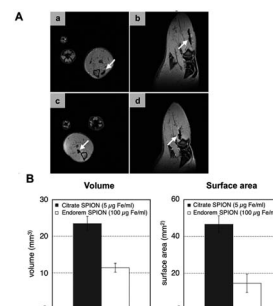 A
a
b
c
d
B
Volume
Surface area
■ Citrate SPION (5 µg Fe/ml)
□ Endorem SPION (100 µg Fe/ml)
■ Citrate SPION (5 µg Fe/ml)
□ Endorem SPION (100 µg Fe/ml)
volume (mm³)
30
20
10
surface area (mm²)
60
40
20